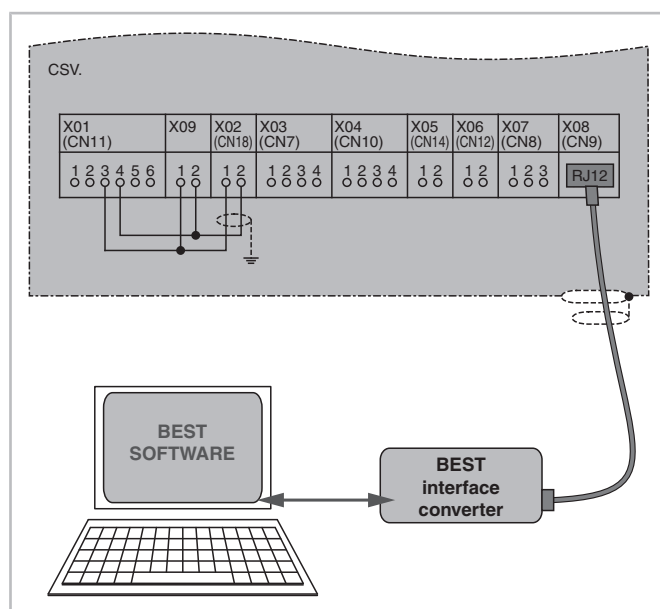 CSV.
X01 X09 X02 X03 X04 X05 X06 X07 X08
(CN11) (CN18) (CN7) (CN10) (CN14) (CN12) (CN8) (CN9)
1 2 3 4 5 6 1 2 1 2 1 2 3 4 1 2 3 4 1 2 1 2 1 2 3 RJ12
BEST
SOFTWARE
BEST
interface
converter